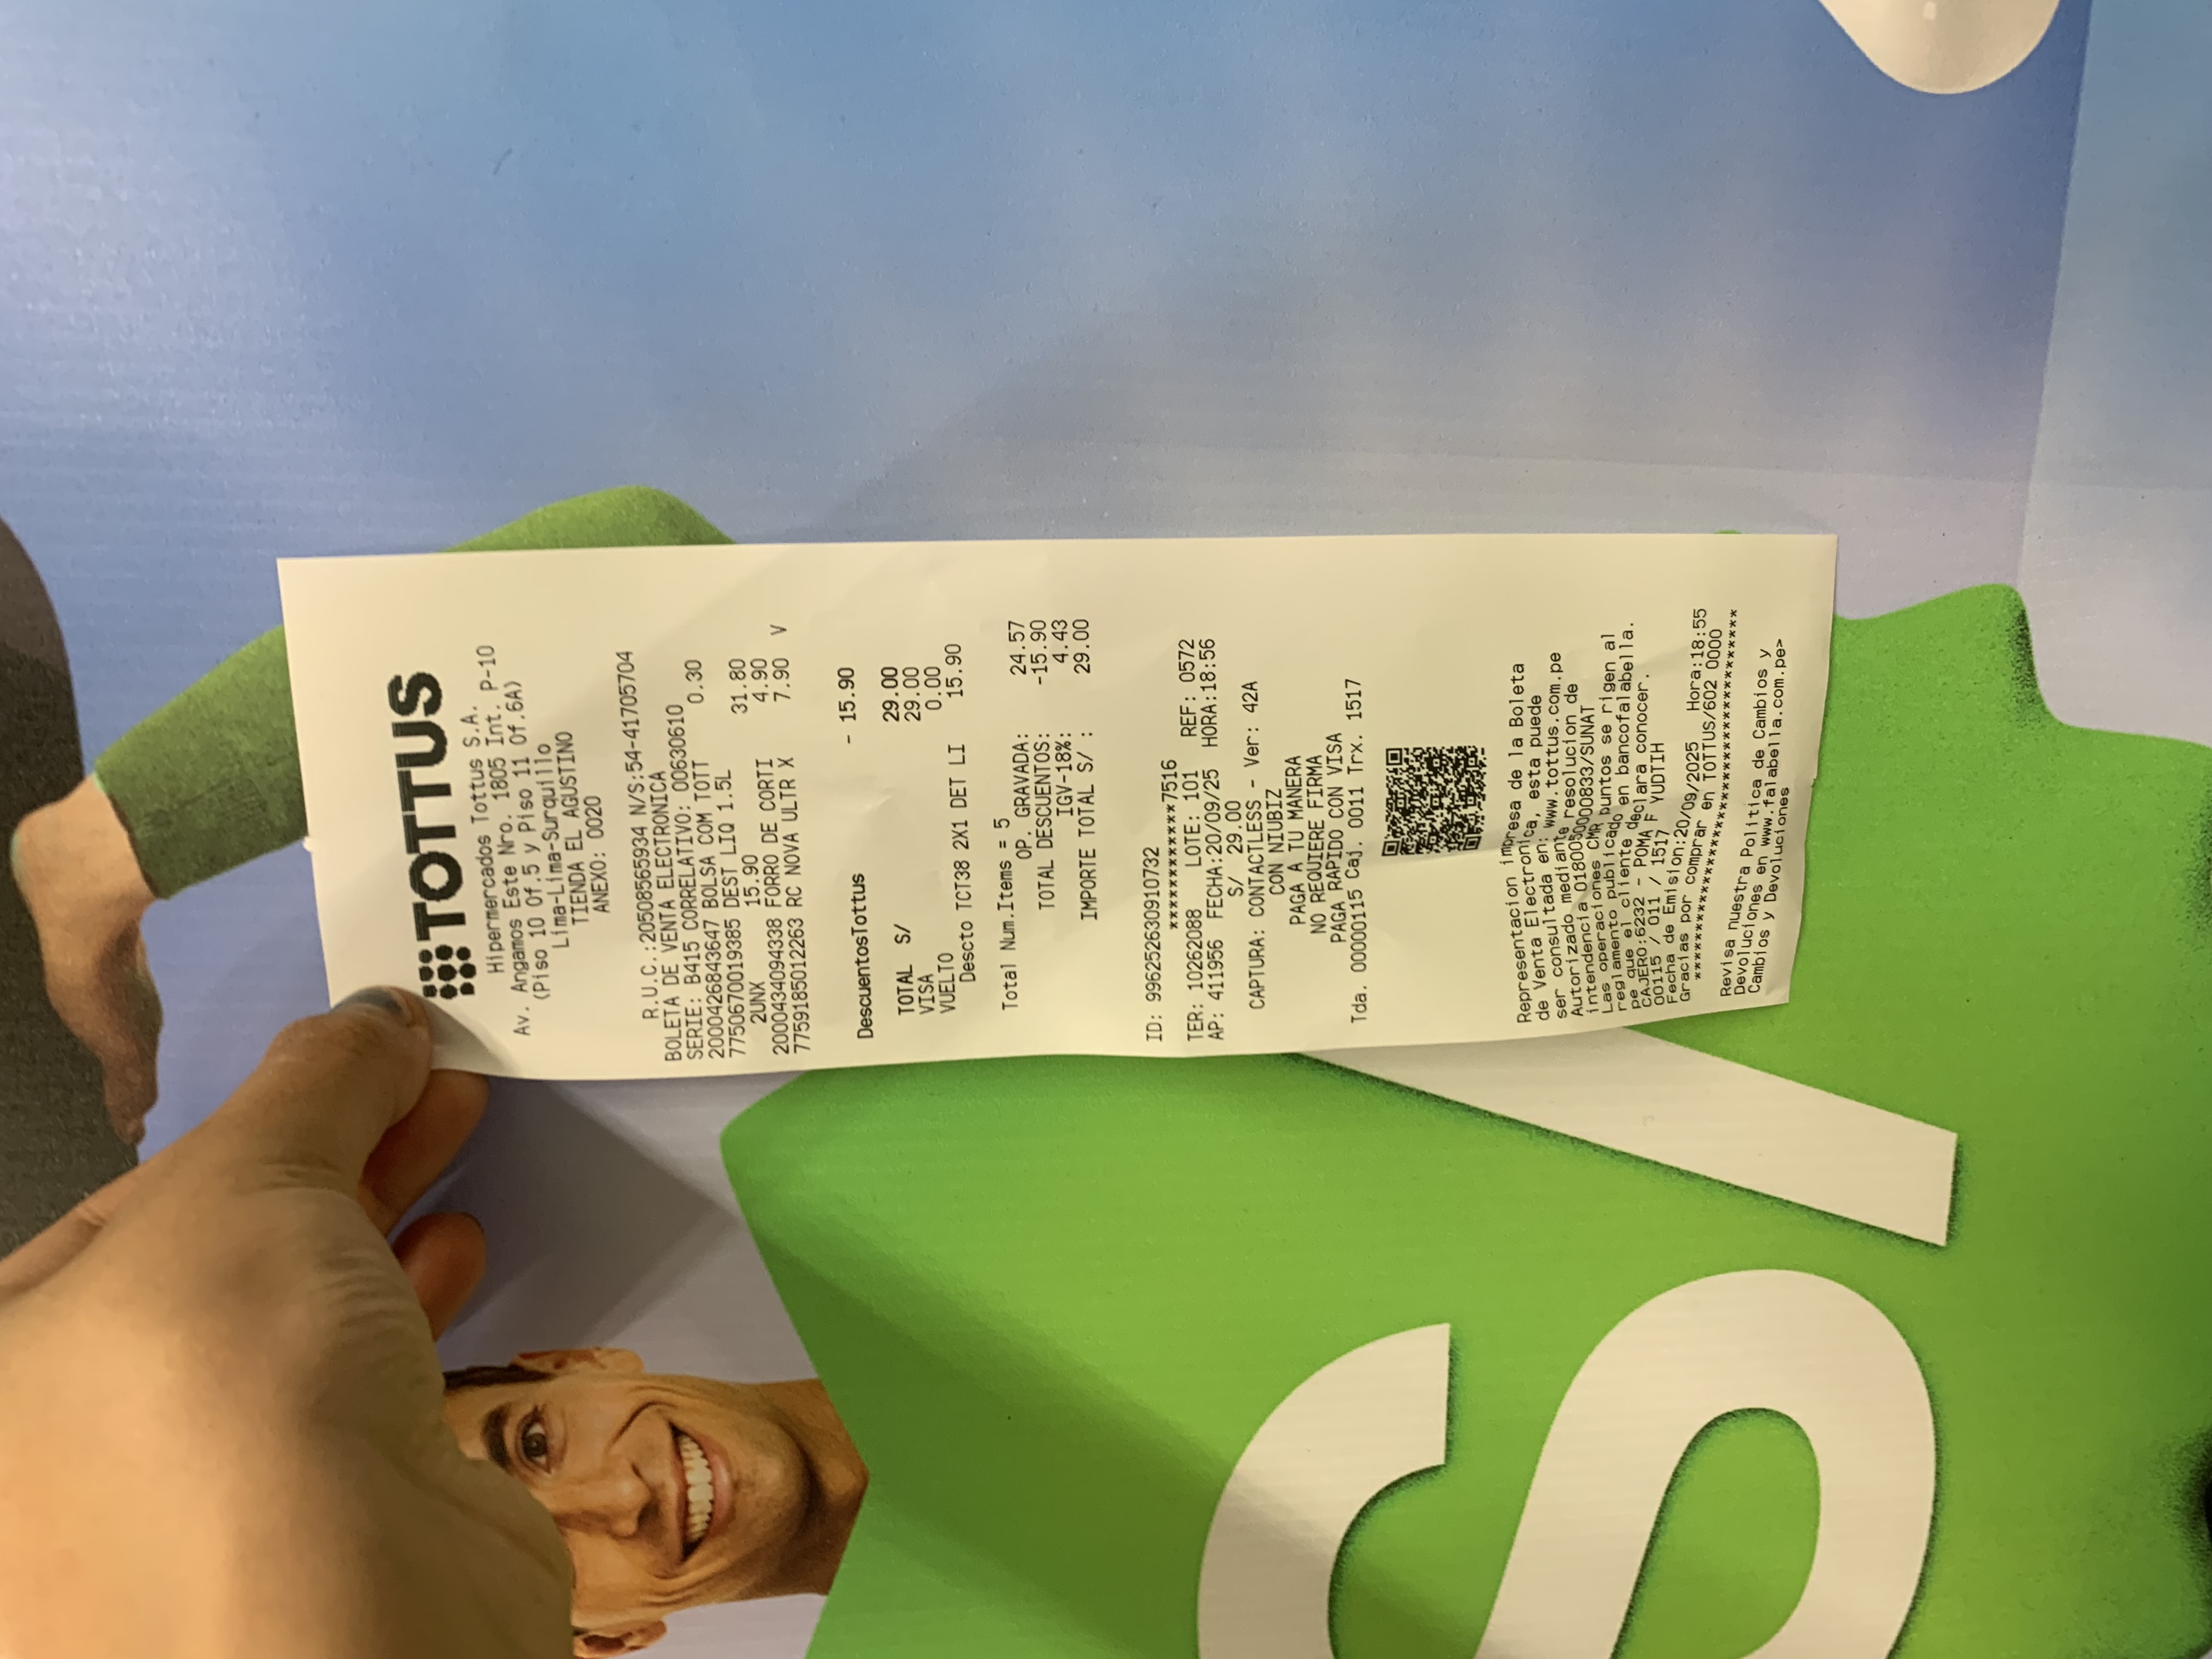 TOTTUS
Hipermercados Tottus S.A.
Av. Angamos Este Nro. 1805 Int. P-10
(Piso 10 Of.5 y Piso 11 Of.6A)
Lima-Lima-Surquillo
TIENDA EL AGUSTINO
ANEXO: 0020
R.U.C.:20508565934 N/S:54-41705704
BOLETA DE VENTA ELECTRONICA
SERIE: B415 CORRELATIVO: 00630610
2000426843647 BOLSA COM TOTT 0.30
7750670019385 DEST LIQ 1.5L
2UNX 15.90 31.80
2000434094338 FORRO DE CORTI 4.90
7759185012263 RC NOVA ULTR X 7.90 V
DescuentosTottus - 15.90
TOTAL S/ 29.00
VISA 29.00
VUELTO 0.00
Descto TCT38 2X1 DET LI 15.90
Total Num.Items = 5
OP. GRAVADA: 24.57
TOTAL DESCUENTOS: -15.90
IGV-18%: 4.43
IMPORTE TOTAL S/ : 29.00
ID: 996252630910732
************7516
TER: 10262088 LOTE: 101 REF: 0572
AP: 411956 FECHA:20/09/25 HORA:18:56
S/ 29.00
CAPTURA: CONTACTLESS - Ver: 42A
CON NIUBIZ
PAGA A TU MANERA
NO REQUIERE FIRMA
PAGA RAPIDO CON VISA
Tda. 00000115 Caj. 0011 Trx. 1517
Representacion impresa de la Boleta
de Venta Electronica, esta puede
ser consultada en: www.tottus.com.pe
Autorizado mediante resolucion de
intendencia 0180050000833/SUNAT
Las operaciones CMR puntos se rigen al
reglamento publicado en bancofalabella.
pe que el cliente declara conocer.
CAJERO:6232 - POMA F YUDTIH
00115 / 011 / 1517
Fecha de Emision:20/09/2025 Hora:18:55
Gracias por comprar en TOTTUS/602 0000
*************************************
Revisa nuestra Politica de Cambios y
Devoluciones en www.falabella.com.pe>
Cambios y Devoluciones
S/